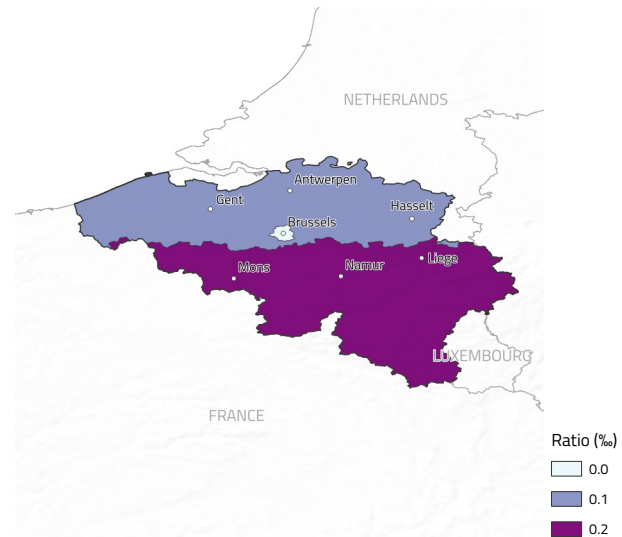 NETHERLANDS
Antwerpen
Gent
Hasselt
Brussels
Liege
Namur
Mons
LUXEMBOURG
FRANCE
Ratio (‰)
0.0
0.1
0.2